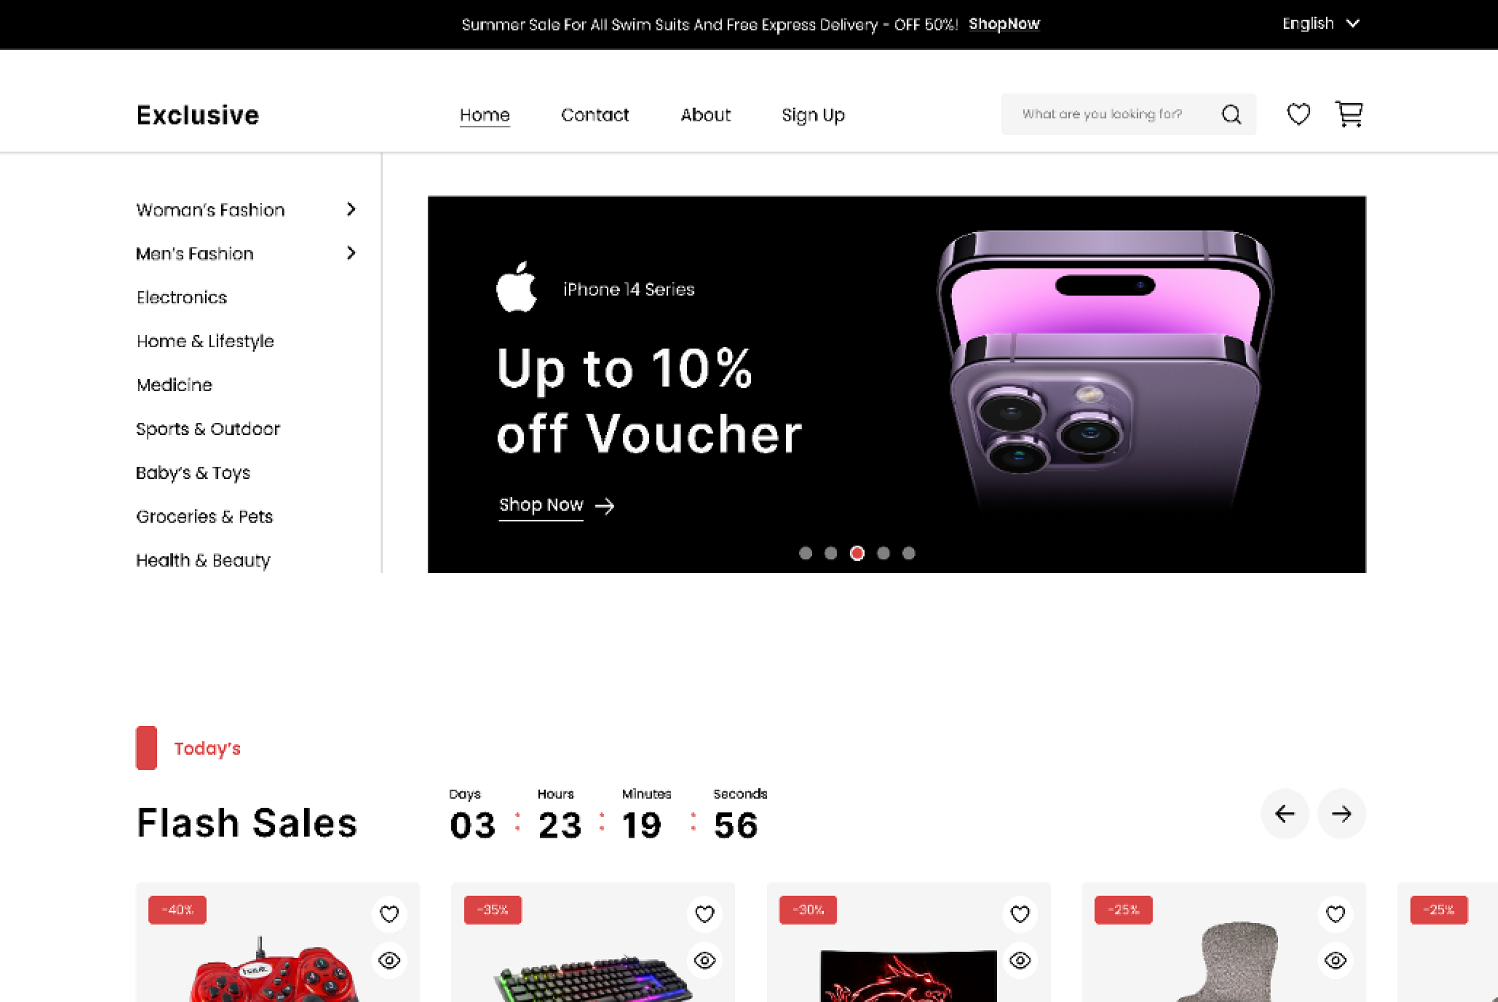 Summer Sale For All Swim Suits And Free Express Delivery - OFF 50%! ShopNow
English
Exclusive
Home
Contact
About
Sign Up
What are you looking for?
Woman's Fashion
Men's Fashion
Electronics
Home & Lifestyle
Medicine
Sports & Outdoor
Baby's & Toys
Groceries & Pets
Health & Beauty
iPhone 14 Series
Up to 10%
off Voucher
Shop Now
Today's
Flash Sales
Days
Hours
Minutes
Seconds
03 : 23 : 19 : 56
-40%
-35%
-30%
-25%
-25%